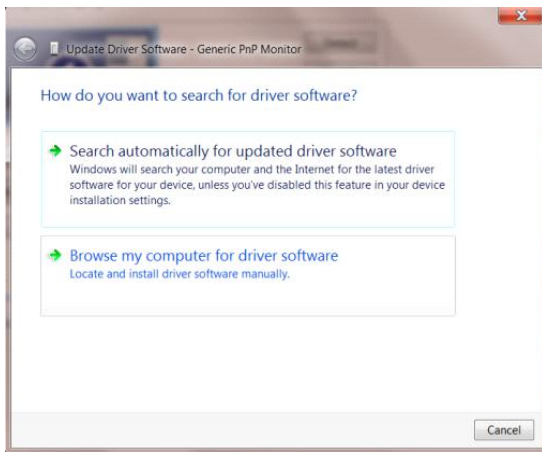 Update Driver Software - Generic PnP Monitor
How do you want to search for driver software?
Search automatically for updated driver software
Windows will search your computer and the Internet for the latest driver
software for your device, unless you've disabled this feature in your device
installation settings.
Browse my computer for driver software
Locate and install driver software manually.
Cancel